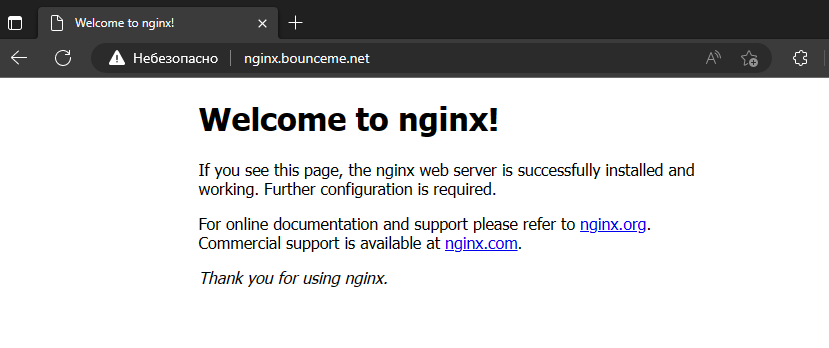 Welcome to nginx!
Небезопасно
nginx.bounceme.net
Welcome to nginx!
If you see this page, the nginx web server is successfully installed and
working. Further configuration is required.
For online documentation and support please refer to nginx.org.
Commercial support is available at nginx.com.
Thank you for using nginx.